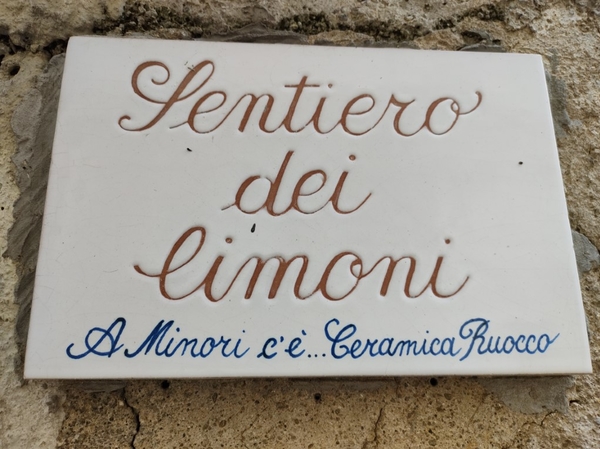 Sentiero
dei
limoni
A Minori c'è... Ceramica Ruocco